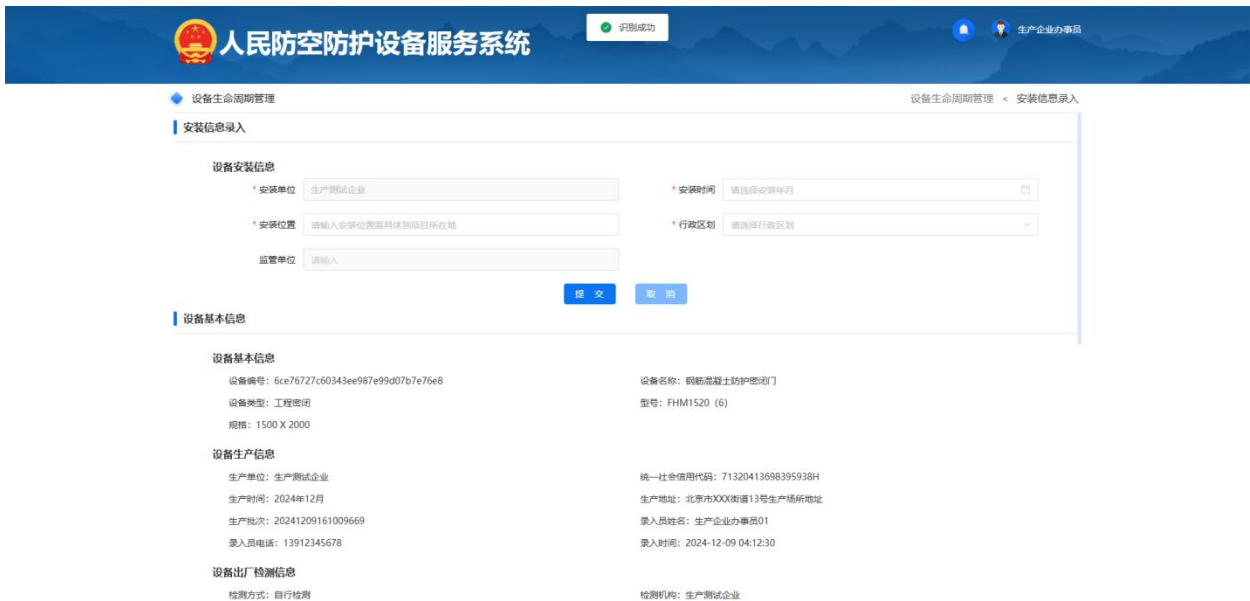 人民防空防护设备服务系统
识别成功
生产企业办事员
设备生命周期管理
设备生命周期管理 < 安装信息录入
安装信息录入
设备安装信息
* 安装单位 生产测试企业
* 安装时间 请选择安装年月
* 安装位置 请输入安装位置需具体到项目所在地
* 行政区划 请选择行政区划
监管单位 请输入
提 交 取 消
设备基本信息
设备基本信息
设备编号：6ce76727c60343ee987e99d07b7e76e8
设备名称：钢筋混凝土防护密闭门
设备类型：工程密闭
型号：FHM1520（6）
规格：1500 X 2000
设备生产信息
生产单位：生产测试企业
统一社会信用代码：71320413698395938H
生产时间：2024年12月
生产地址：北京市XXX街道13号生产场所地址
生产批次：20241209161009669
录入员姓名：生产企业办事员01
录入员电话：13912345678
录入时间：2024-12-09 04:12:30
设备出厂检测信息
检测方式：自行检测
检测机构：生产测试企业